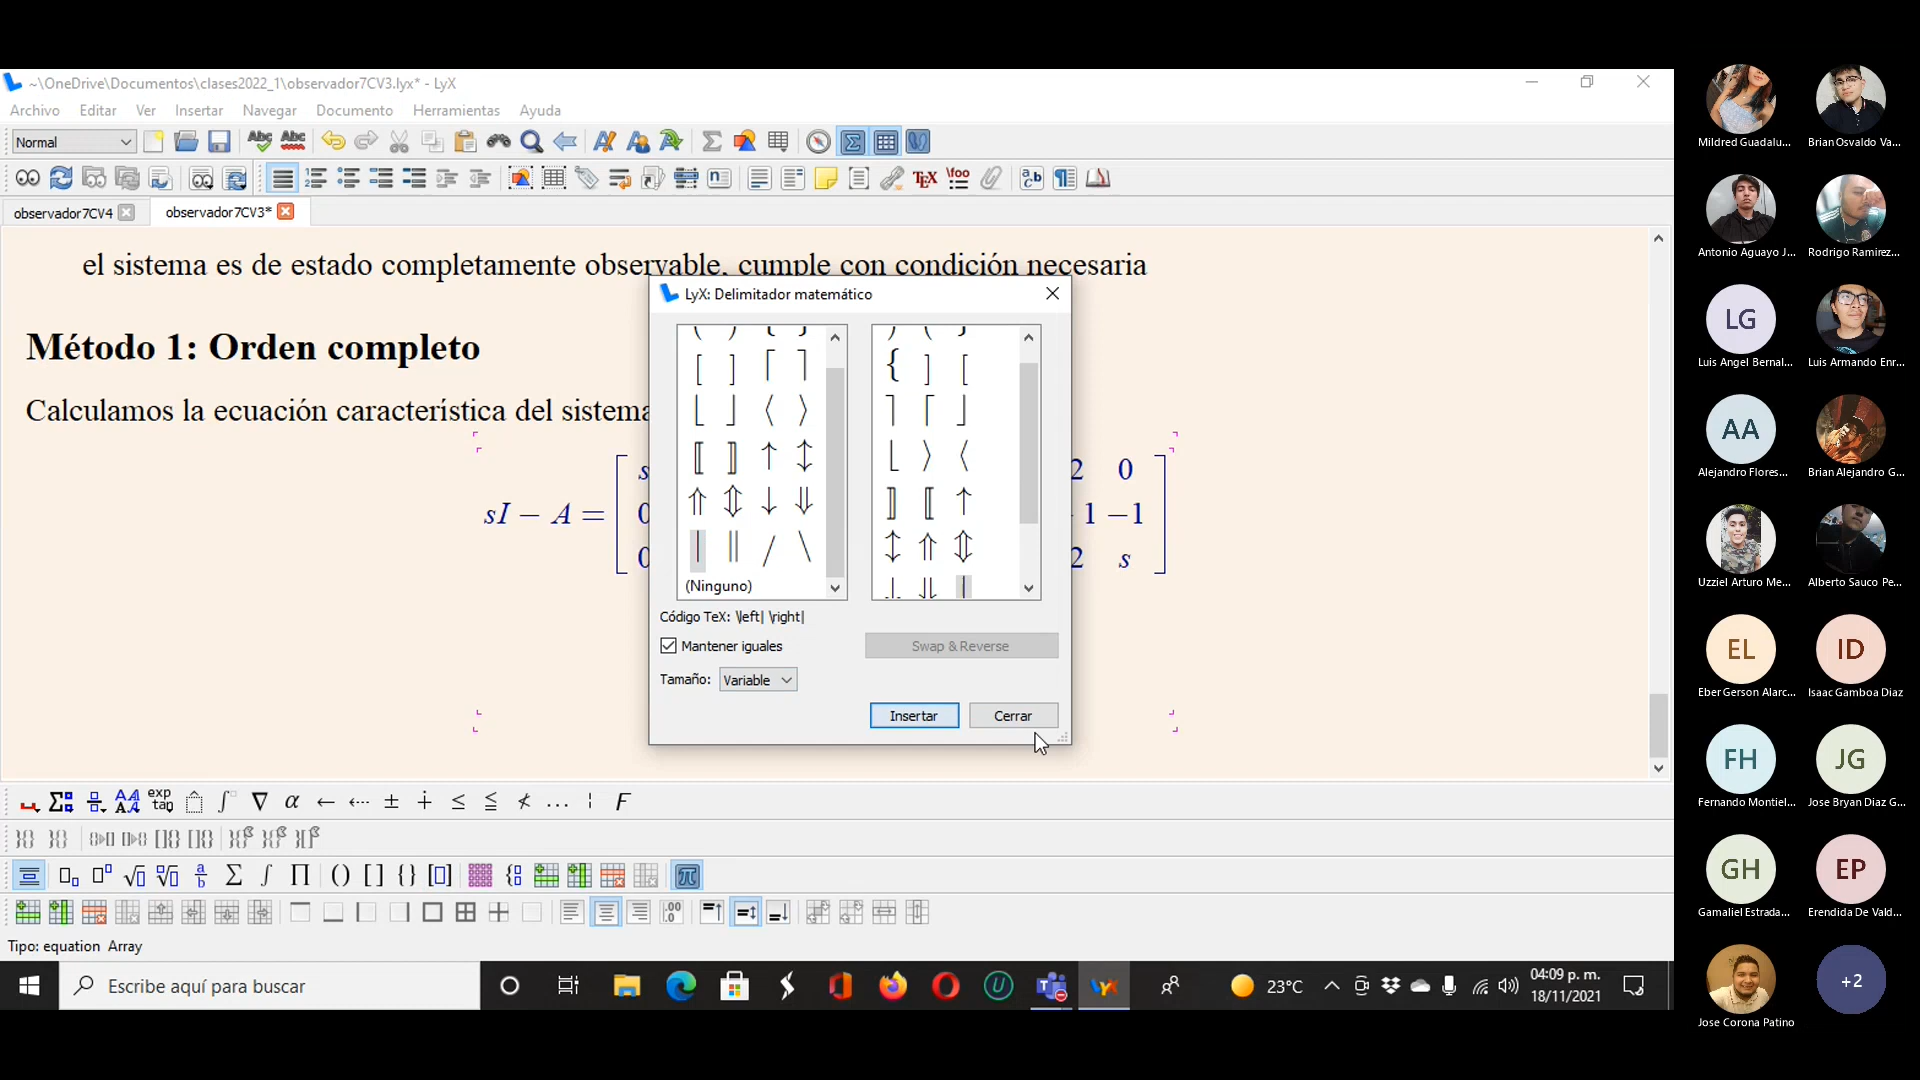 ~\OneDrive\Documentos\clases2022_1\observador7CV3.lyx* - LyX
Archivo Editar Ver Insertar Navegar Documento Herramientas Ayuda
Normal
observador7CV4 observador7CV3*
el sistema es de estado completamente observable, cumple con condición necesaria
Método 1: Orden completo
Calculamos la ecuación característica del sistema
sI − A =
2 0
1 −1
2 s
LyX: Delimitador matemático
(Ninguno)
Código TeX: \left| \right|
Mantener iguales
Swap & Reverse
Tamaño: Variable
Insertar Cerrar
Tipo: equation Array
Escribe aquí para buscar
23°C
04:09 p. m.
18/11/2021
Mildred Guadalu...
Brian Osvaldo Va...
Antonio Aguayo J...
Rodrigo Ramirez...
LG
Luis Angel Bernal...
Luis Armando Enr...
AA
Alejandro Flores...
Brian Alejandro G...
Uzziel Arturo Me...
Alberto Sauco Pe...
EL
Eber Gerson Alarc...
ID
Isaac Gamboa Diaz
FH
Fernando Montiel...
JG
Jose Bryan Diaz G...
GH
Gamaliel Estrada...
EP
Erendida De Vald...
Jose Corona Patino
+2